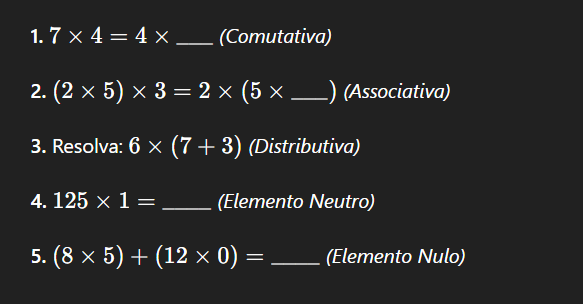 1. 7 × 4 = 4 × ___ (Comutativa)
2. (2 × 5) × 3 = 2 × (5 × ___) (Associativa)
3. Resolva: 6 × (7 + 3) (Distributiva)
4. 125 × 1 = ____ (Elemento Neutro)
5. (8 × 5) + (12 × 0) = ____ (Elemento Nulo)